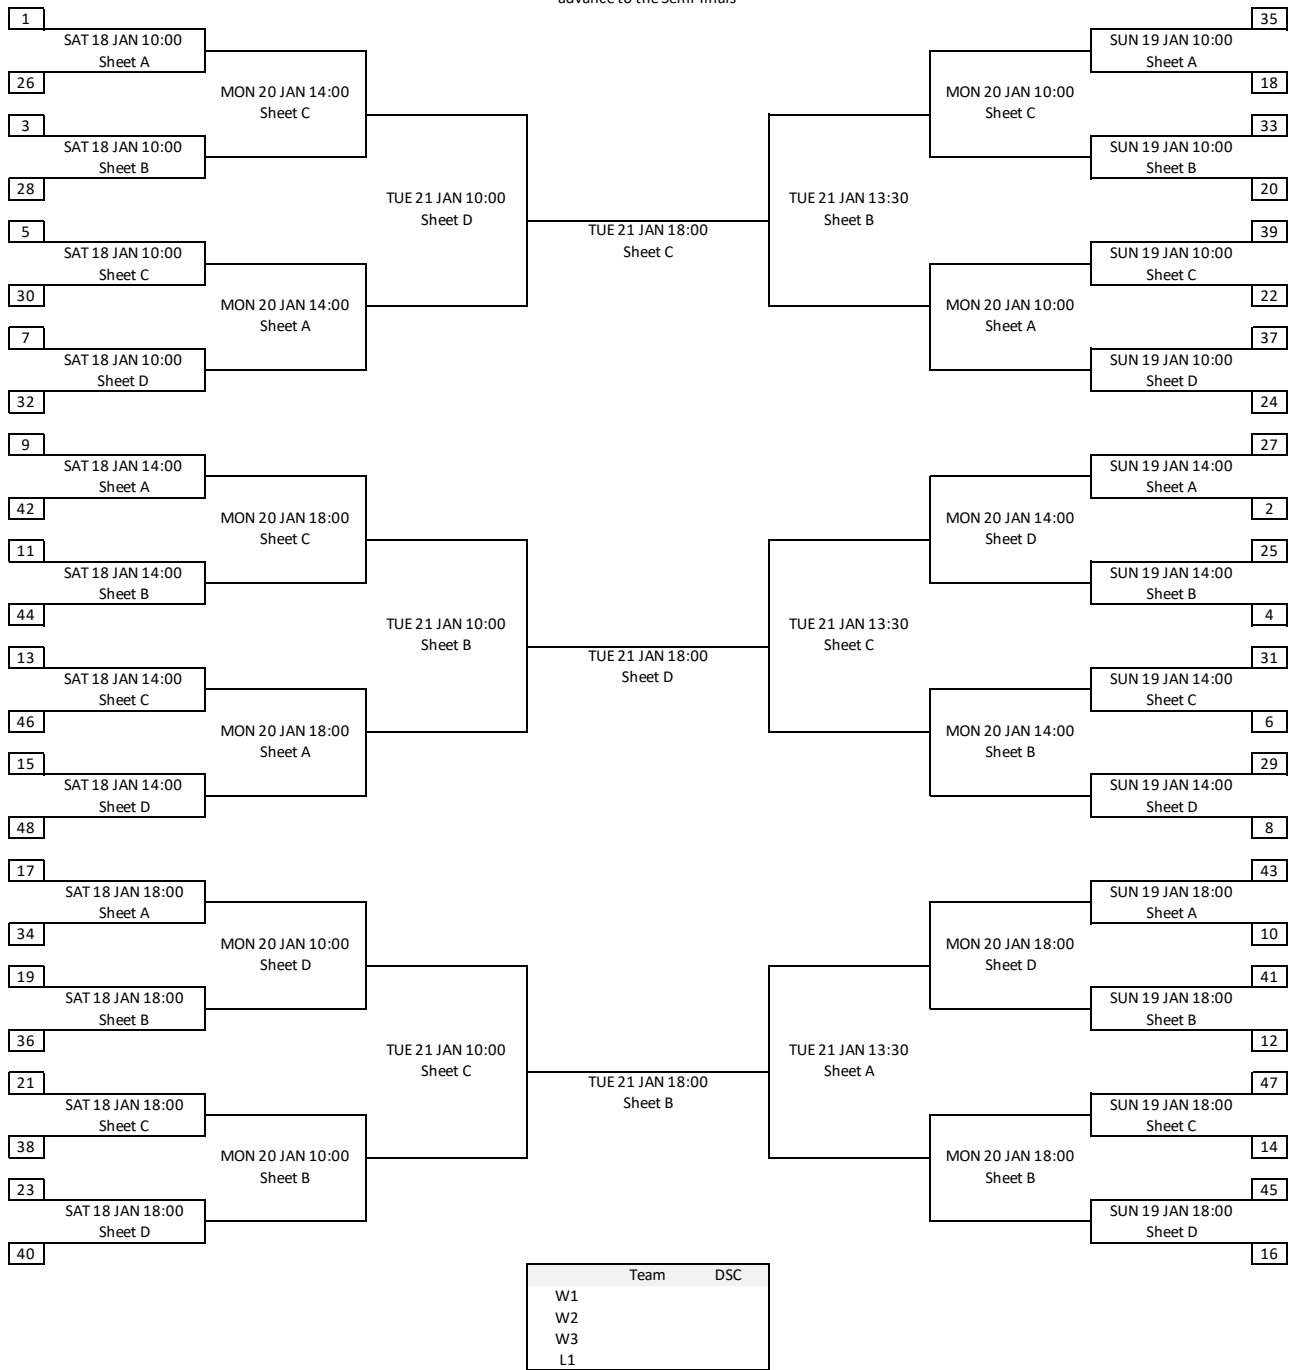 advance to the Semi-finals
1 35
SAT 18 JAN 10:00 SUN 19 JAN 10:00
Sheet A Sheet A
26 MON 20 JAN 14:00 MON 20 JAN 10:00 18
Sheet C Sheet C
3 33
SAT 18 JAN 10:00 SUN 19 JAN 10:00
Sheet B Sheet B
28 TUE 21 JAN 10:00 TUE 21 JAN 13:30 20
Sheet D Sheet B
5 TUE 21 JAN 18:00 39
SAT 18 JAN 10:00 Sheet C SUN 19 JAN 10:00
Sheet C Sheet C
30 MON 20 JAN 14:00 MON 20 JAN 10:00 22
Sheet A Sheet A
7 37
SAT 18 JAN 10:00 SUN 19 JAN 10:00
Sheet D Sheet D
32 24
9 27
SAT 18 JAN 14:00 SUN 19 JAN 14:00
Sheet A Sheet A
42 MON 20 JAN 18:00 MON 20 JAN 14:00 2
Sheet C Sheet D
11 25
SAT 18 JAN 14:00 SUN 19 JAN 14:00
Sheet B Sheet B
44 TUE 21 JAN 10:00 TUE 21 JAN 13:30 4
Sheet B Sheet C
13 TUE 21 JAN 18:00 31
SAT 18 JAN 14:00 Sheet D SUN 19 JAN 14:00
Sheet C Sheet C
46 MON 20 JAN 18:00 MON 20 JAN 14:00 6
Sheet A Sheet B
15 29
SAT 18 JAN 14:00 SUN 19 JAN 14:00
Sheet D Sheet D
48 8
17 43
SAT 18 JAN 18:00 SUN 19 JAN 18:00
Sheet A Sheet A
34 MON 20 JAN 10:00 MON 20 JAN 18:00 10
Sheet D Sheet D
19 41
SAT 18 JAN 18:00 SUN 19 JAN 18:00
Sheet B Sheet B
36 TUE 21 JAN 10:00 TUE 21 JAN 13:30 12
Sheet C Sheet A
21 TUE 21 JAN 18:00 47
SAT 18 JAN 18:00 Sheet B SUN 19 JAN 18:00
Sheet C Sheet C
38 MON 20 JAN 10:00 MON 20 JAN 18:00 14
Sheet B Sheet B
23 45
SAT 18 JAN 18:00 SUN 19 JAN 18:00
Sheet D Sheet D
40 16
Team DSC
W1
W2
W3
L1